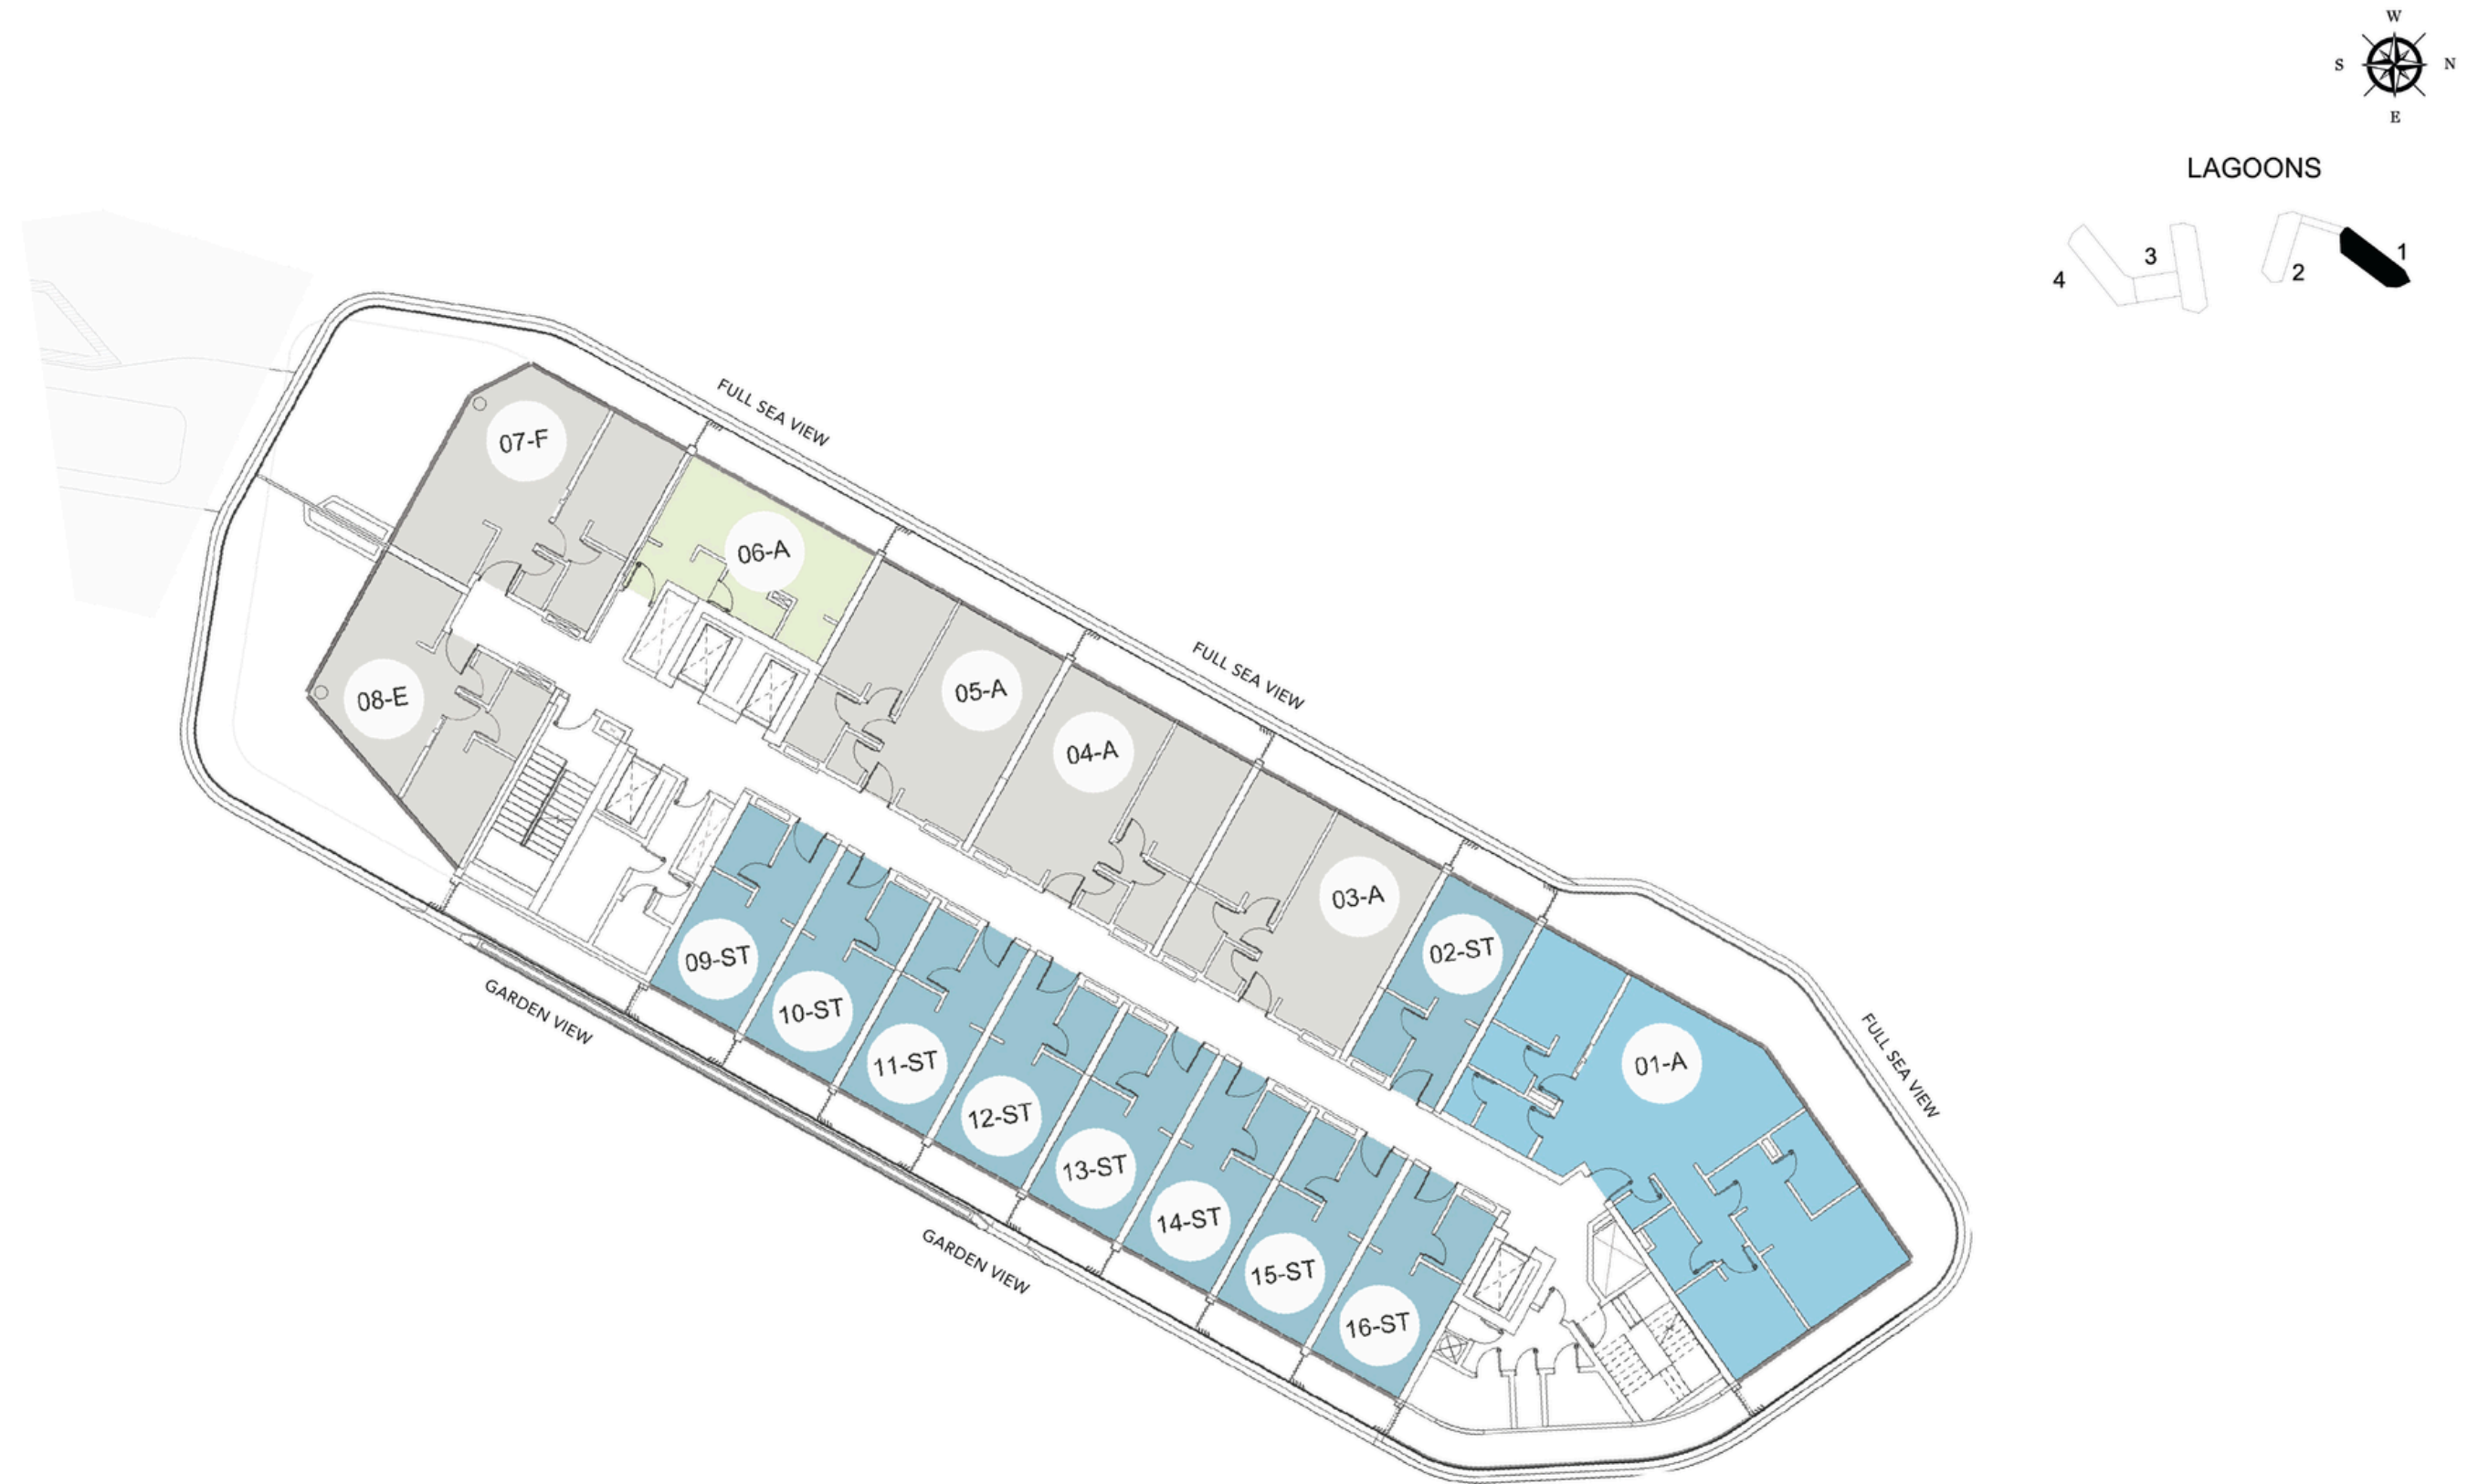 W
S N
E
LAGOONS
3
1
4
2
FULL SEA VIEW
07-F
06-A
FULL SEA VIEW
05-A
08-E
04-A
03-A
02-ST
09-ST
10-ST
GARDEN VIEW
11-ST
01-A
FULL SEA VIEW
12-ST
13-ST
14-ST
GARDEN VIEW
15-ST
16-ST